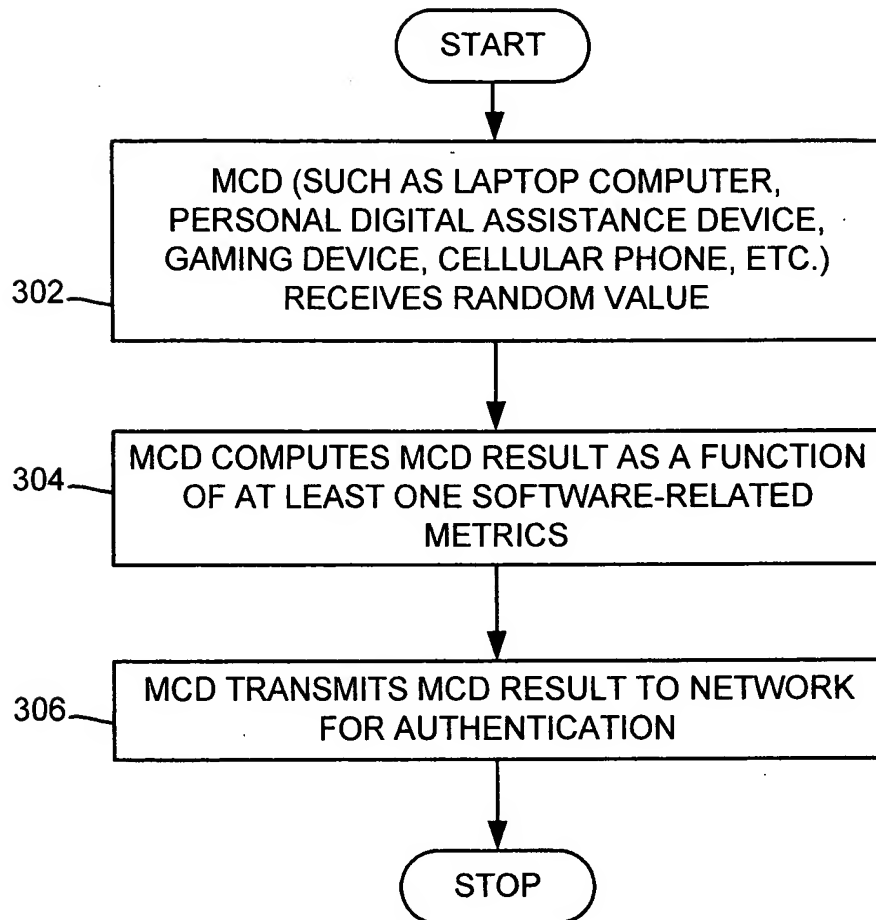 START
MCD (SUCH AS LAPTOP COMPUTER,
PERSONAL DIGITAL ASSISTANCE DEVICE,
GAMING DEVICE, CELLULAR PHONE, ETC.)
RECEIVES RANDOM VALUE
302
MCD COMPUTES MCD RESULT AS A FUNCTION
OF AT LEAST ONE SOFTWARE-RELATED
METRICS
304
MCD TRANSMITS MCD RESULT TO NETWORK
FOR AUTHENTICATION
306
STOP